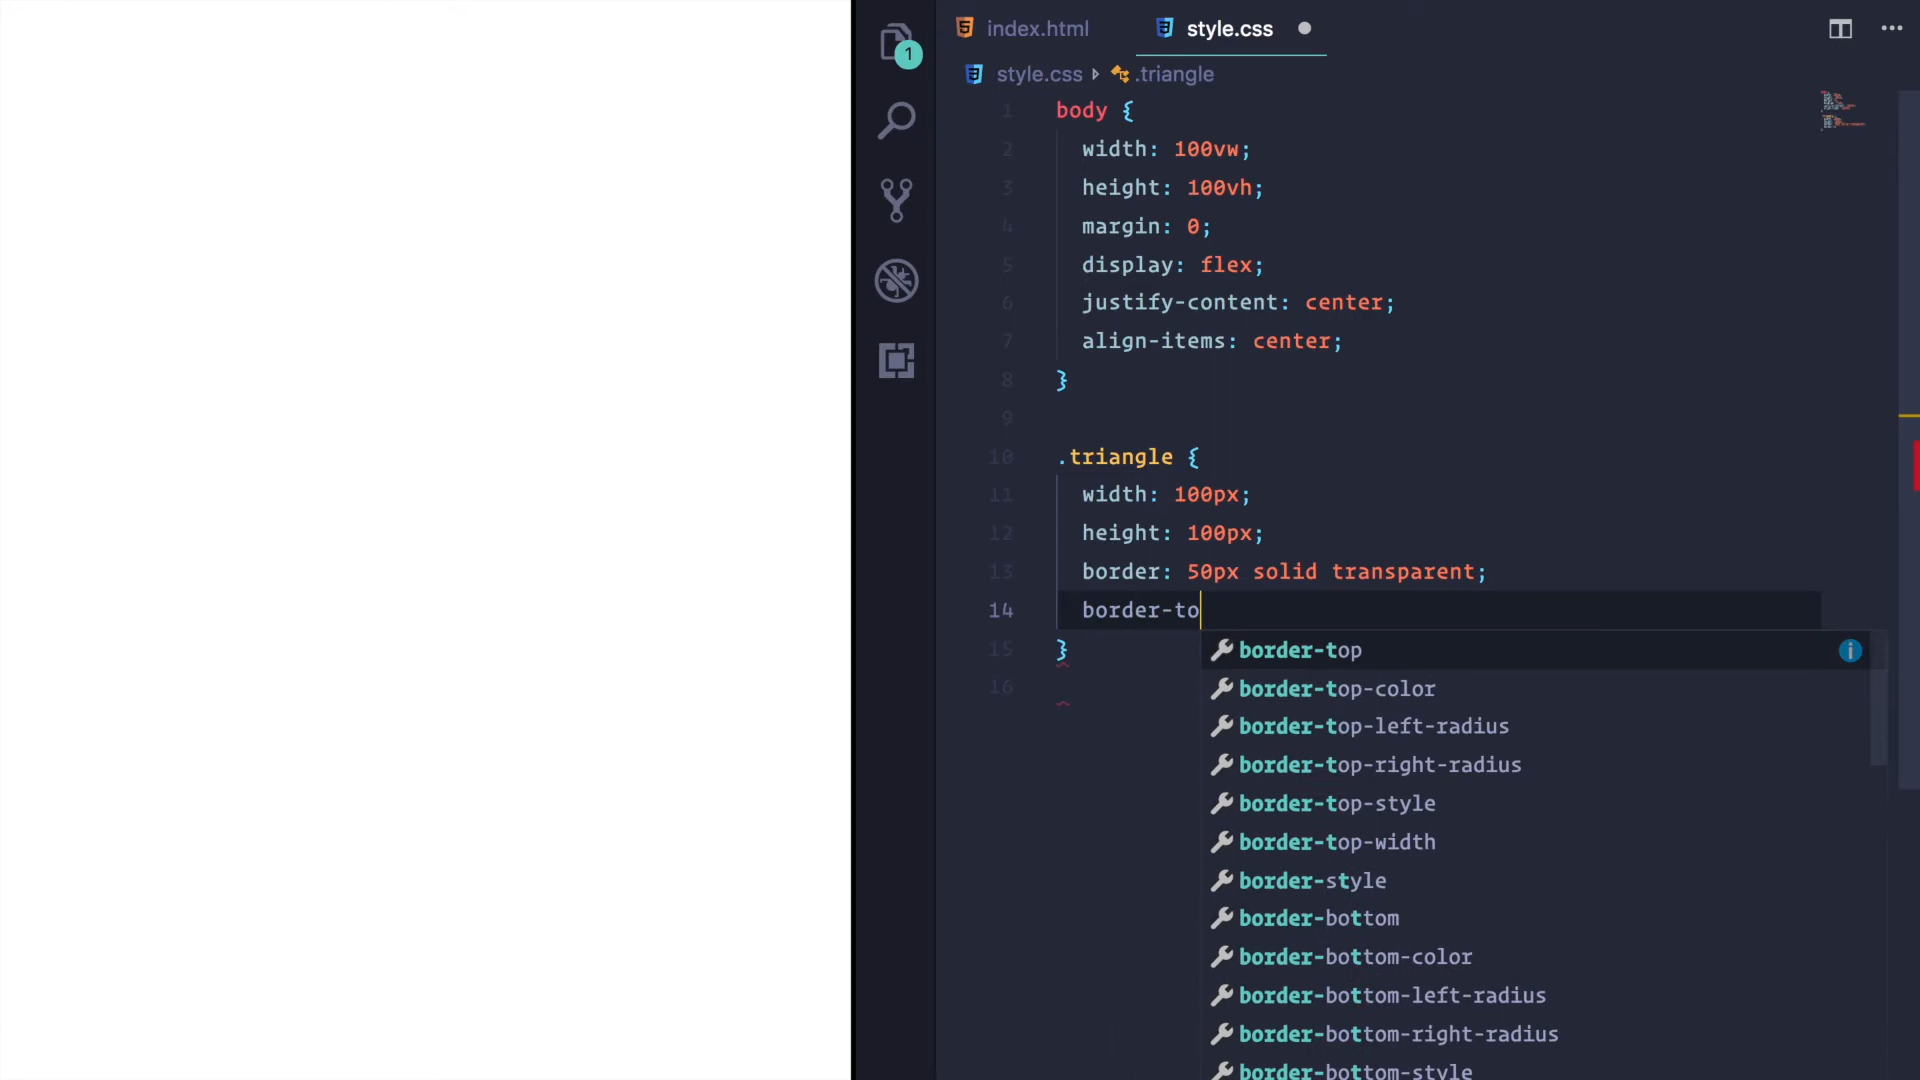 1
index.html
style.css
style.css
.triangle
1 body {
2 width: 100vw;
3 height: 100vh;
4 margin: 0;
5 display: flex;
6 justify-content: center;
7 align-items: center;
8 }
9
10 .triangle {
11 width: 100px;
12 height: 100px;
13 border: 50px solid transparent;
14 border-to
15 }
16
border-top
border-top-color
border-top-left-radius
border-top-right-radius
border-top-style
border-top-width
border-style
border-bottom
border-bottom-color
border-bottom-left-radius
border-bottom-right-radius
border-bottom-style